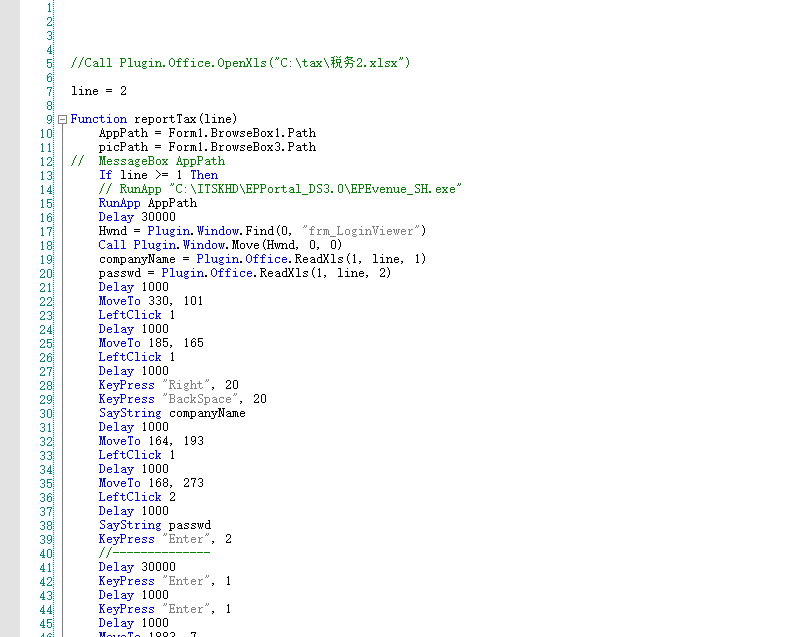 1
2
3
4
5 //Call Plugin.Office.OpenXls("C:\tax\税务2.xlsx")
6
7 line = 2
8
9 Function reportTax(line)
10 AppPath = Form1.BrowseBox1.Path
11 picPath = Form1.BrowseBox3.Path
12 // MessageBox AppPath
13 If line >= 1 Then
14 // RunApp "C:\ITSKHD\EPPortal_DS3.0\EPEvenue_SH.exe"
15 RunApp AppPath
16 Delay 30000
17 Hwnd = Plugin.Window.Find(0, "frm_LoginViewer")
18 Call Plugin.Window.Move(Hwnd, 0, 0)
19 companyName = Plugin.Office.ReadXls(1, line, 1)
20 passwd = Plugin.Office.ReadXls(1, line, 2)
21 Delay 1000
22 MoveTo 330, 101
23 LeftClick 1
24 Delay 1000
25 MoveTo 185, 165
26 LeftClick 1
27 Delay 1000
28 KeyPress "Right", 20
29 KeyPress "BackSpace", 20
30 SayString companyName
31 Delay 1000
32 MoveTo 164, 193
33 LeftClick 1
34 Delay 1000
35 MoveTo 168, 273
36 LeftClick 2
37 Delay 1000
38 SayString passwd
39 KeyPress "Enter", 2
40 //--------------
41 Delay 30000
42 KeyPress "Enter", 1
43 Delay 1000
44 KeyPress "Enter", 1
45 Delay 1000
46 MoveTo 1883, 7